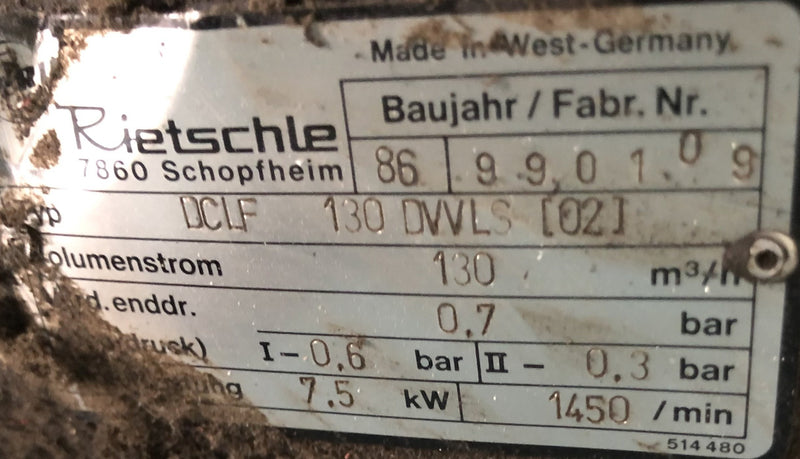 Made in West-Germany
Rietschle
7860 Schopfheim
Baujahr / Fabr. Nr.
86 9 9,0 1.0 9
DCLF 130 DVVLS [02]
130 m³/h
0,7 bar
I - 0,6 bar II - 0.3 bar
7.5 kW 1450 /min
514 480